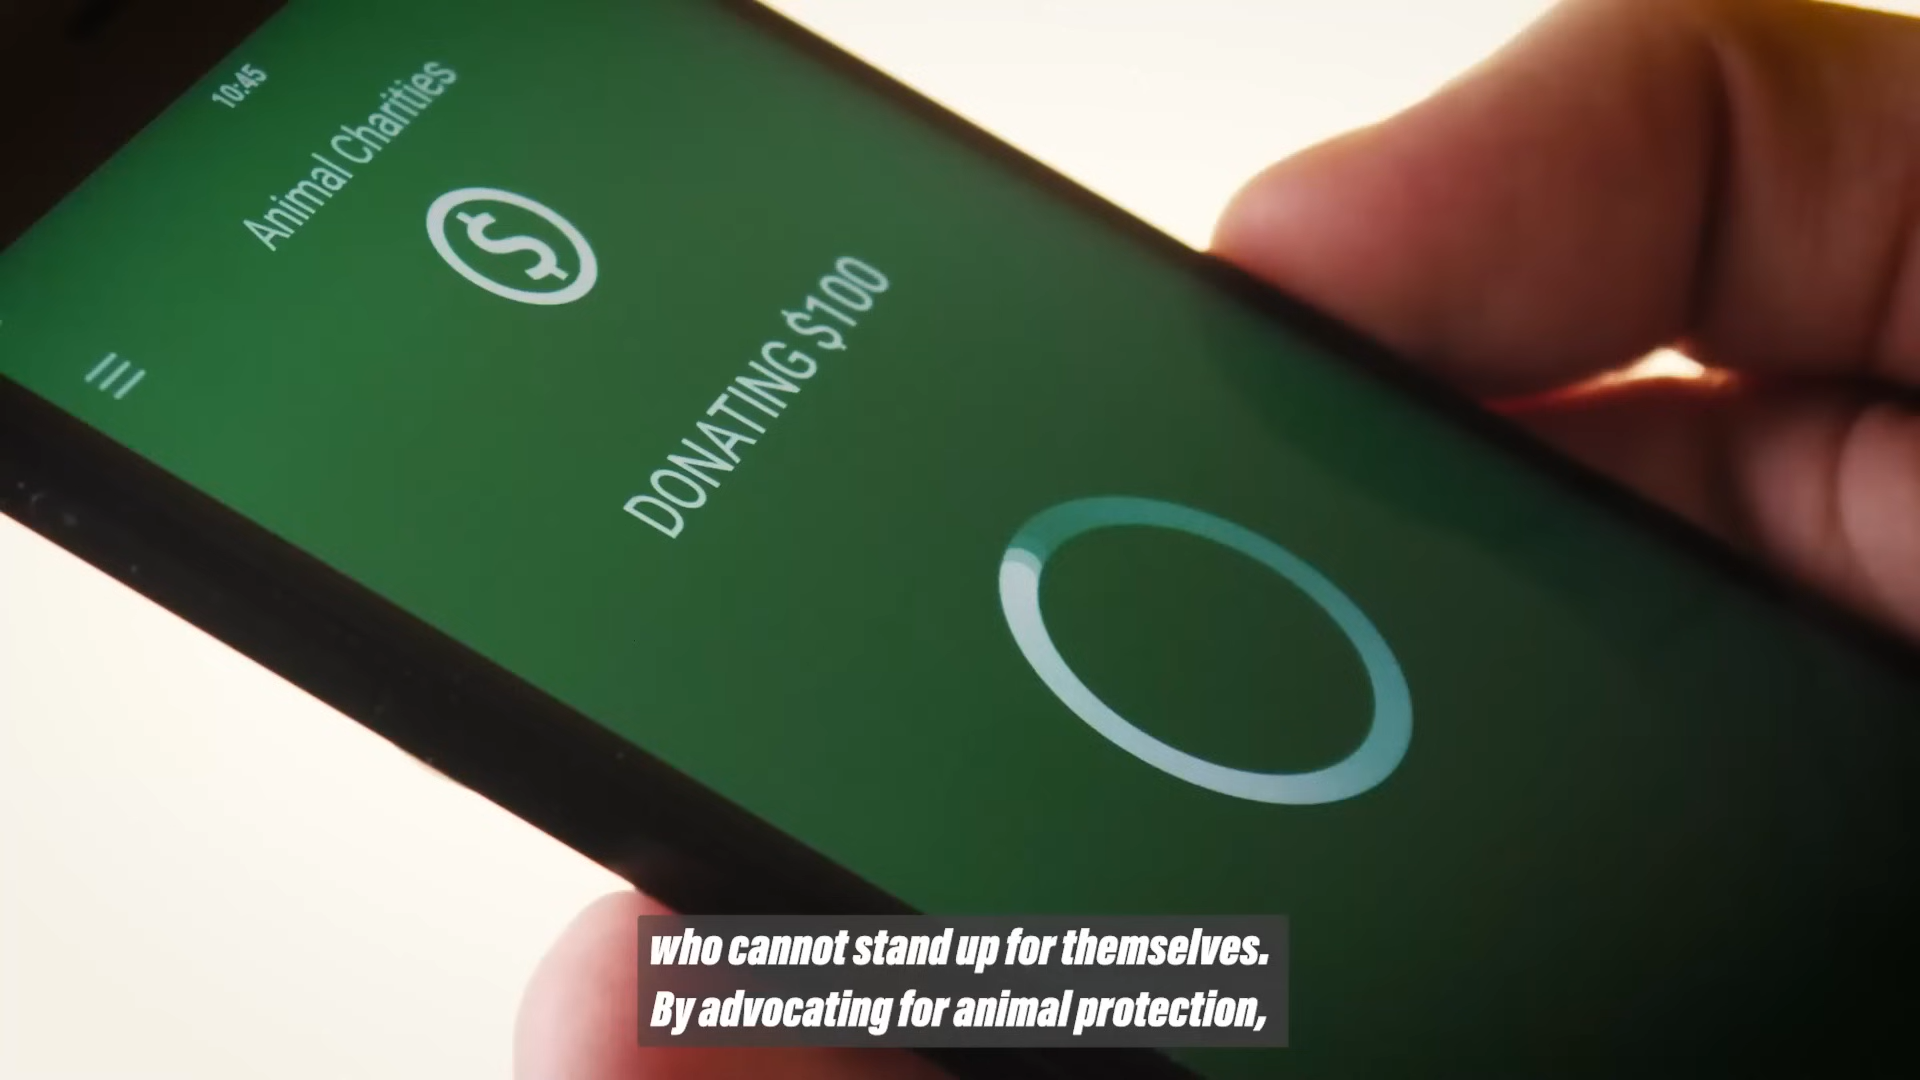 10:45
Animal Charities
$
DONATING $100
who cannot stand up for themselves.
By advocating for animal protection,